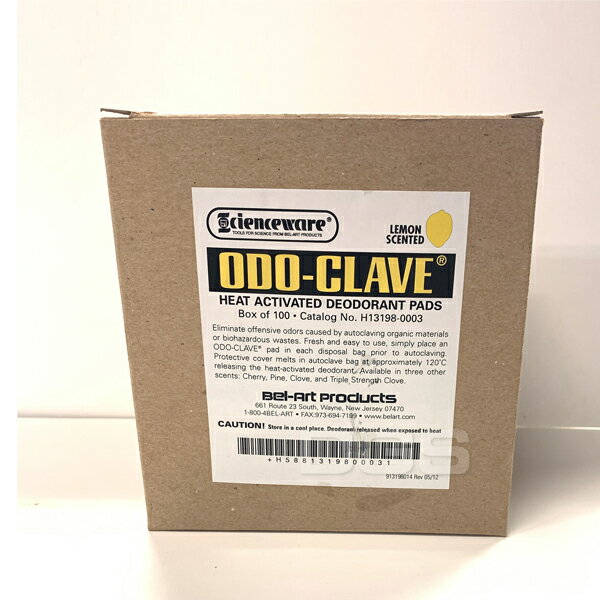 Scienceware®
TOOLS FOR SCIENCE FROM BEL-ART PRODUCTS
LEMON
SCENTED
ODO-CLAVE®
HEAT ACTIVATED DEODORANT PADS
Box of 100 • Catalog No. H13198-0003
Eliminate offensive odors caused by autoclaving organic materials
or biohazardous wastes. Fresh and easy to use, simply place an
ODO-CLAVE® pad in each disposal bag prior to autoclaving.
Protective cover melts in autoclave bag at approximately 120°C
releasing the heat-activated deodorant. Available in three other
scents: Cherry, Pine, Clove, and Triple Strength Clove.
Bel-Art Products
661 Route 23 South, Wayne, New Jersey 07470
1-800-4BEL-ART • FAX:973-694-7199 • www.belart.com
CAUTION! Store in a cool place. Deodorant released when exposed to heat
+H5881319800031
913198014 Rev 05/12